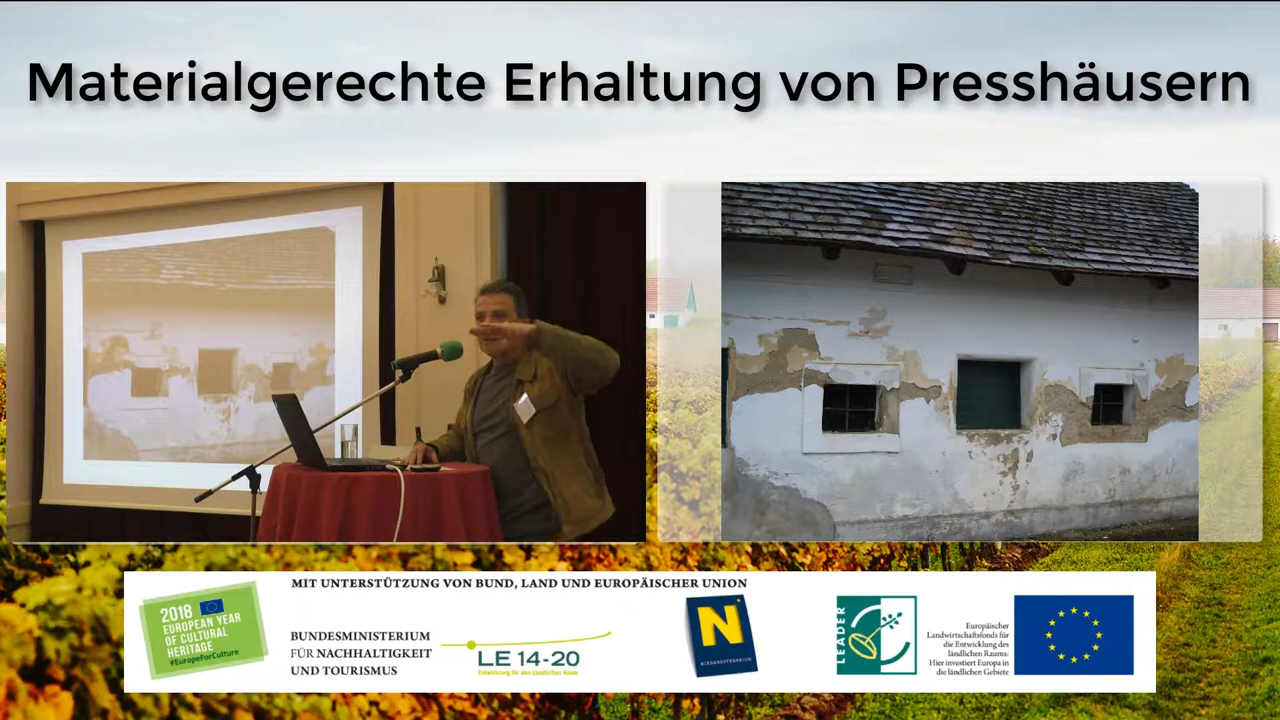 Materialgerechte Erhaltung von Presshäusern
MIT UNTERSTÜTZUNG VON BUND, LAND UND EUROPÄISCHER UNION
2018
EUROPEAN YEAR
OF CULTURAL
HERITAGE
#EuropeForCulture
BUNDESMINISTERIUM
FÜR NACHHALTIGKEIT
UND TOURISMUS
LE 14-20
Entwicklung für den Ländlichen Raum
N
NIEDERÖSTERREICH
LEADER
Europäischer
Landwirtschaftsfonds für
die Entwicklung des
ländlichen Raums:
Hier investiert Europa in
die ländlichen Gebiete